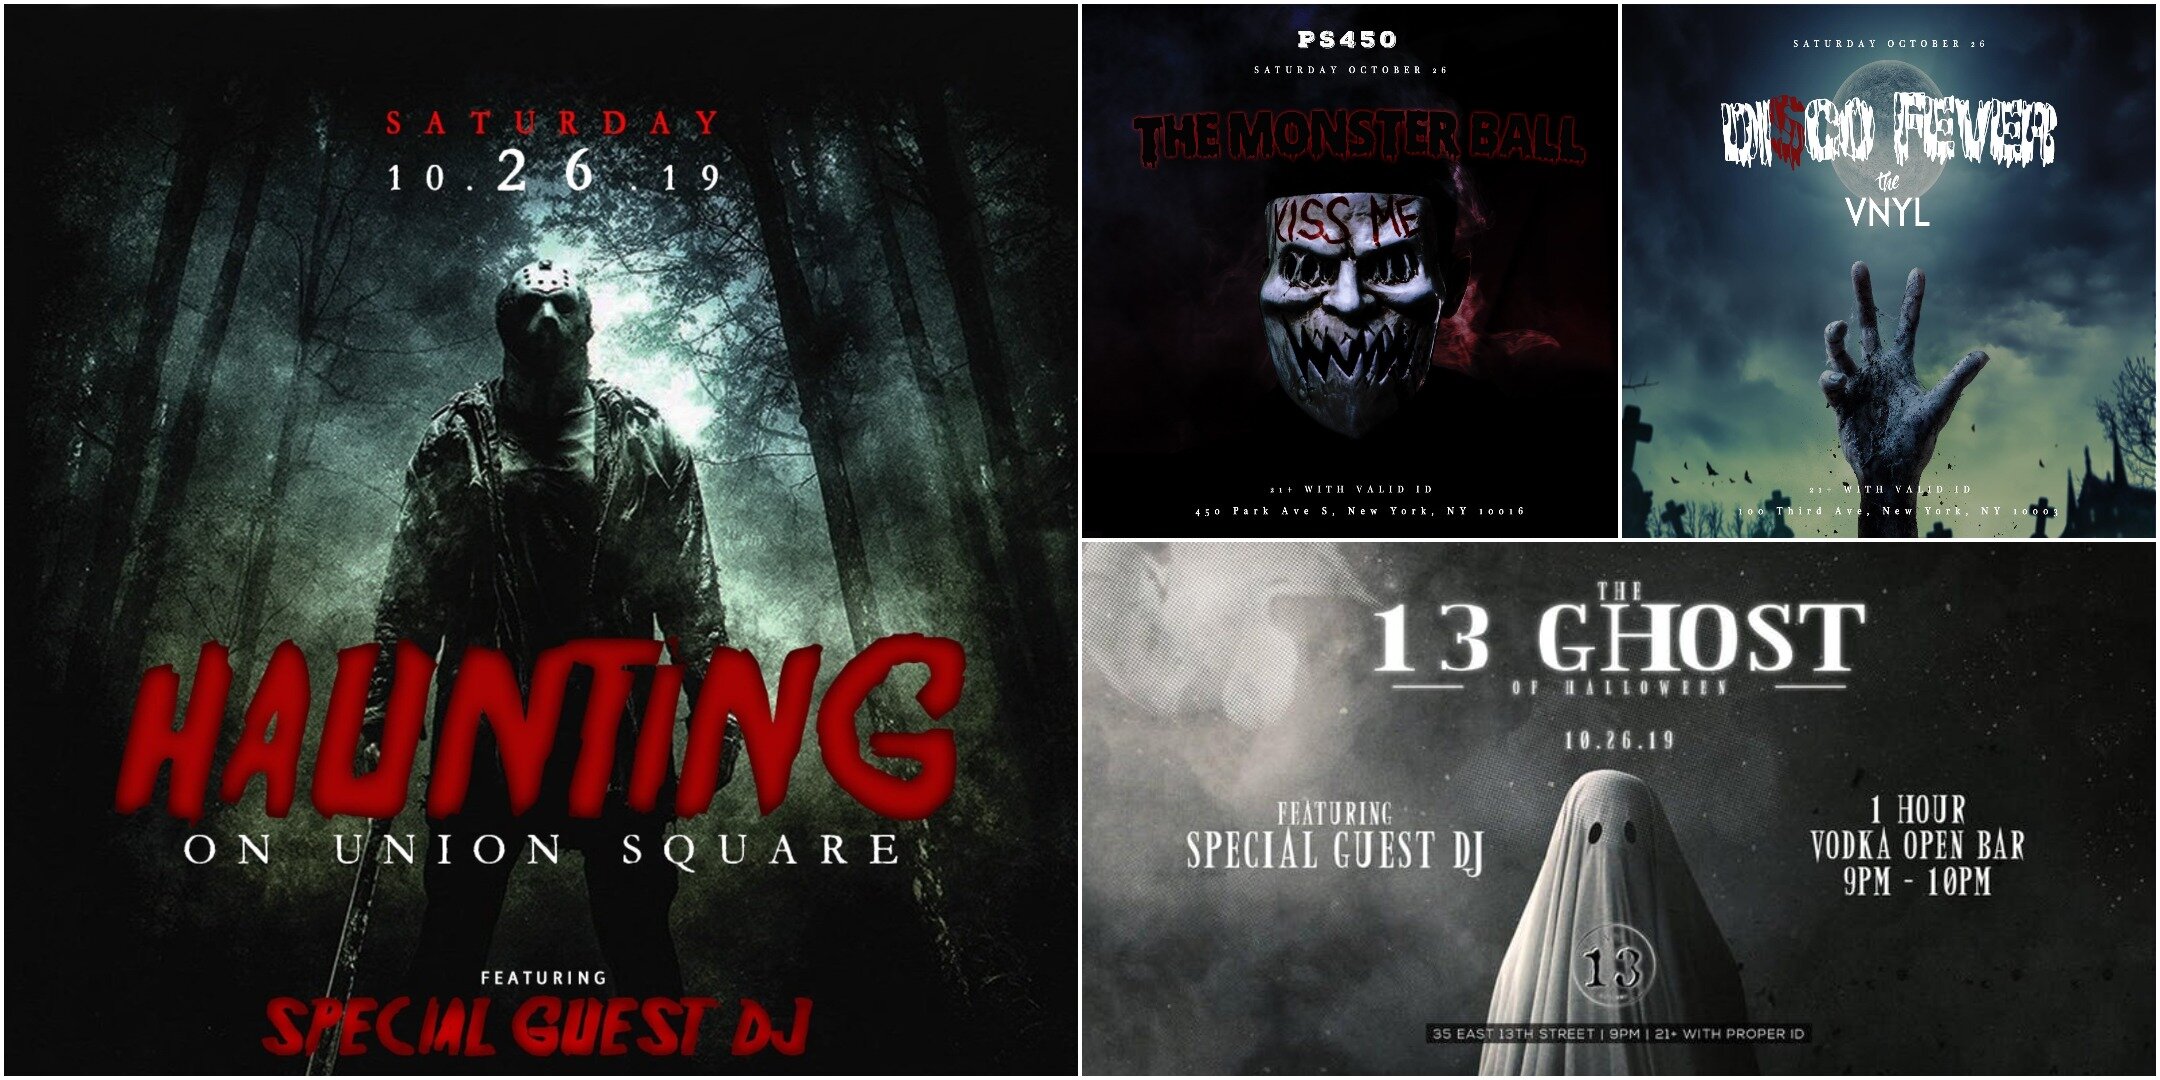 SATURDAY
10.26.19
HAUNTING
ON UNION SQUARE
FEATURING
SPECIAL GUEST DJ
PS450
SATURDAY OCTOBER 26
THE MONSTER BALL
KISS ME
21+ WITH VALID ID
450 Park Ave S, New York, NY 10016
SATURDAY OCTOBER 26
DISCO FEVER
the
VNYL
21+ WITH VALID ID
100 Third Ave, New York, NY 10003
THE
13 GHOST
OF HALLOWEEN
10.26.19
FEATURING
SPECIAL GUEST DJ
1 HOUR
VODKA OPEN BAR
9PM - 10PM
13
35 EAST 13TH STREET | 9PM | 21+ WITH PROPER ID